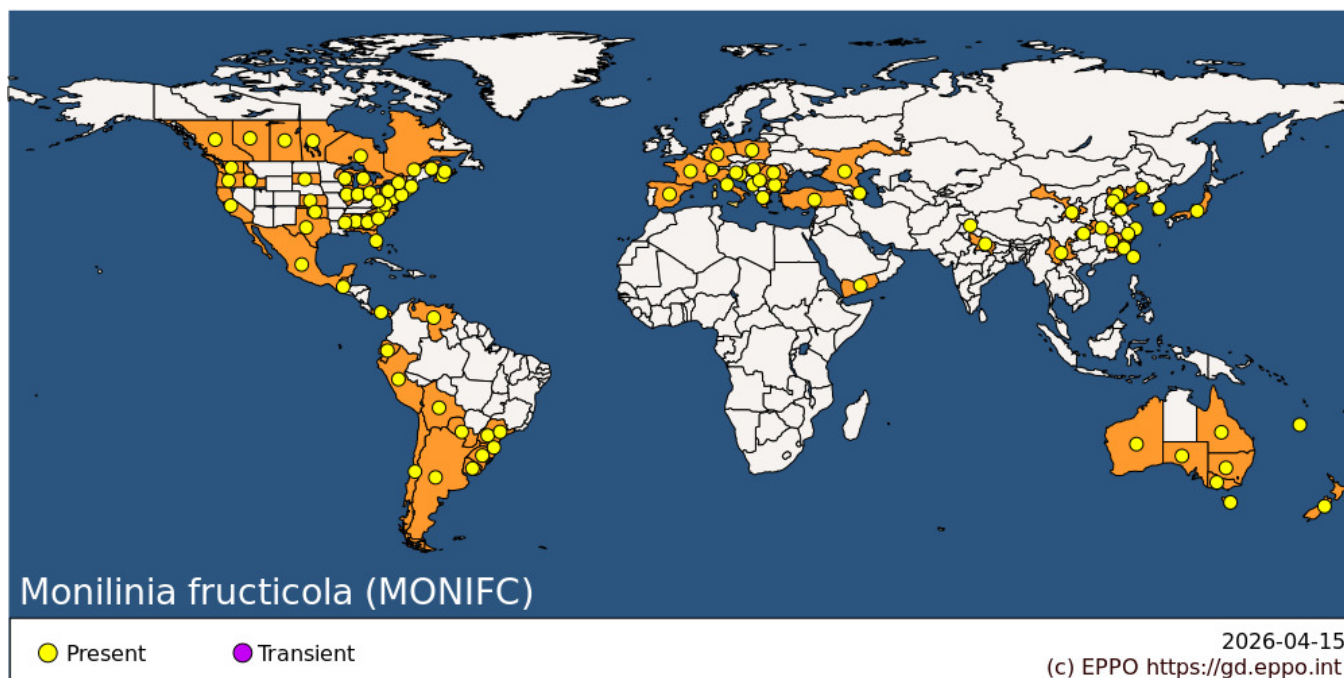 Monilinia fructicola (MONIFC)
Present
Transient
2026-04-15
(c) EPPO https://gd.eppo.int